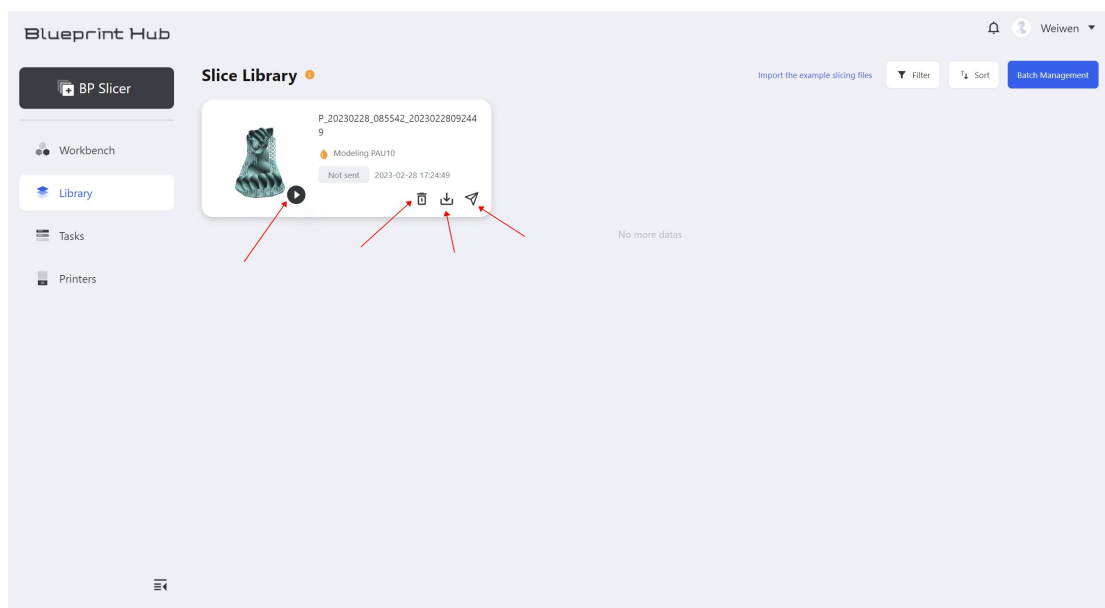 Blueprint Hub
Weiwen
BP Slicer
Slice Library
Import the example slicing files
Filter
Sort
Batch Management
P_20230228_085542_2023022809244
9
Modeling PAU10
Not sent 2023-02-28 17:24:49
Workbench
Library
Tasks
No more datas
Printers